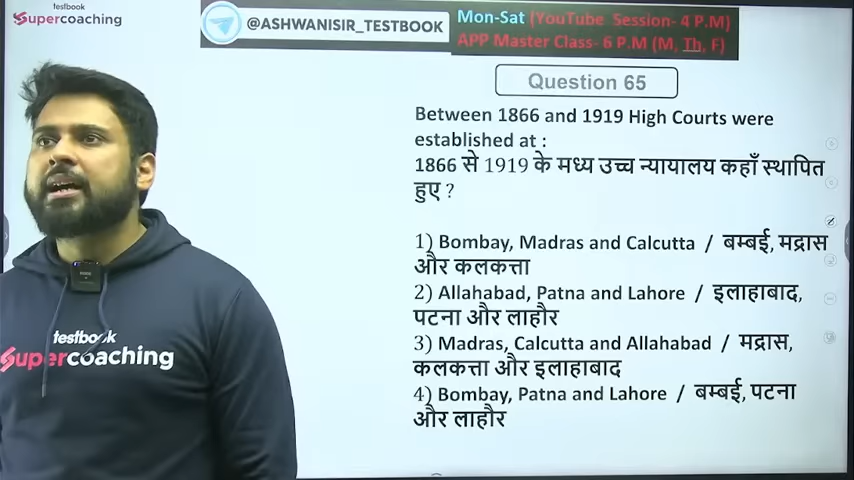 testbook
Supercoaching
@ASHWANISIR_TESTBOOK
Mon-Sat (YouTube Session- 4 P.M)
APP Master Class- 6 P.M (M, Th, F)
Question 65
Between 1866 and 1919 High Courts were
established at :
1866 से 1919 के मध्य उच्च न्यायालय कहाँ स्थापित
हुए ?
1) Bombay, Madras and Calcutta / बम्बई, मद्रास
और कलकत्ता
2) Allahabad, Patna and Lahore / इलाहाबाद,
पटना और लाहौर
3) Madras, Calcutta and Allahabad / मद्रास,
कलकत्ता और इलाहाबाद
4) Bombay, Patna and Lahore / बम्बई, पटना
और लाहौर
testbook
Supercoaching